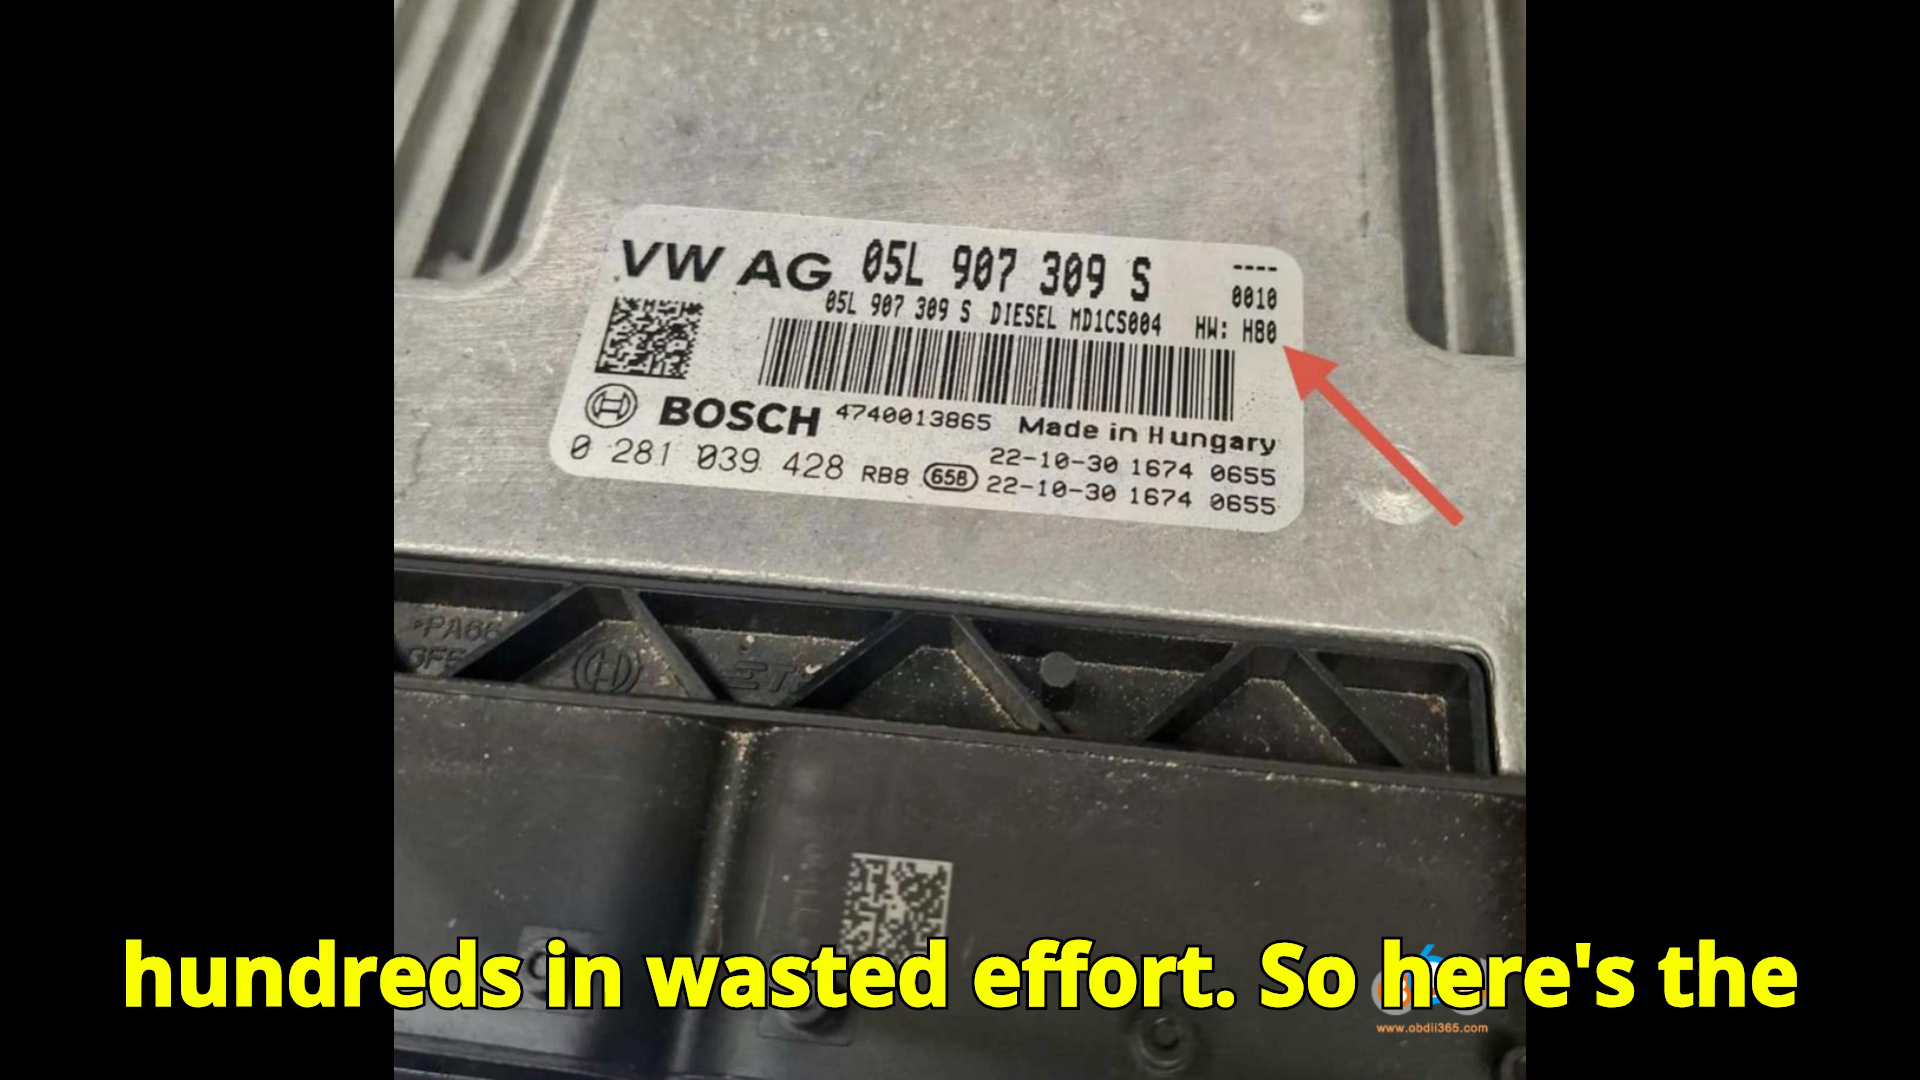 VW AG 05L 907 309 S ----
0010
05L 907 309 S DIESEL MD1CS004 HW: H80
BOSCH 4740013865 Made in Hungary
0 281 039 428 RB8 658 22-10-30 1674 0655
22-10-30 1674 0655
>PA66
hundreds in wasted effort. So here's the
www.obdii365.com